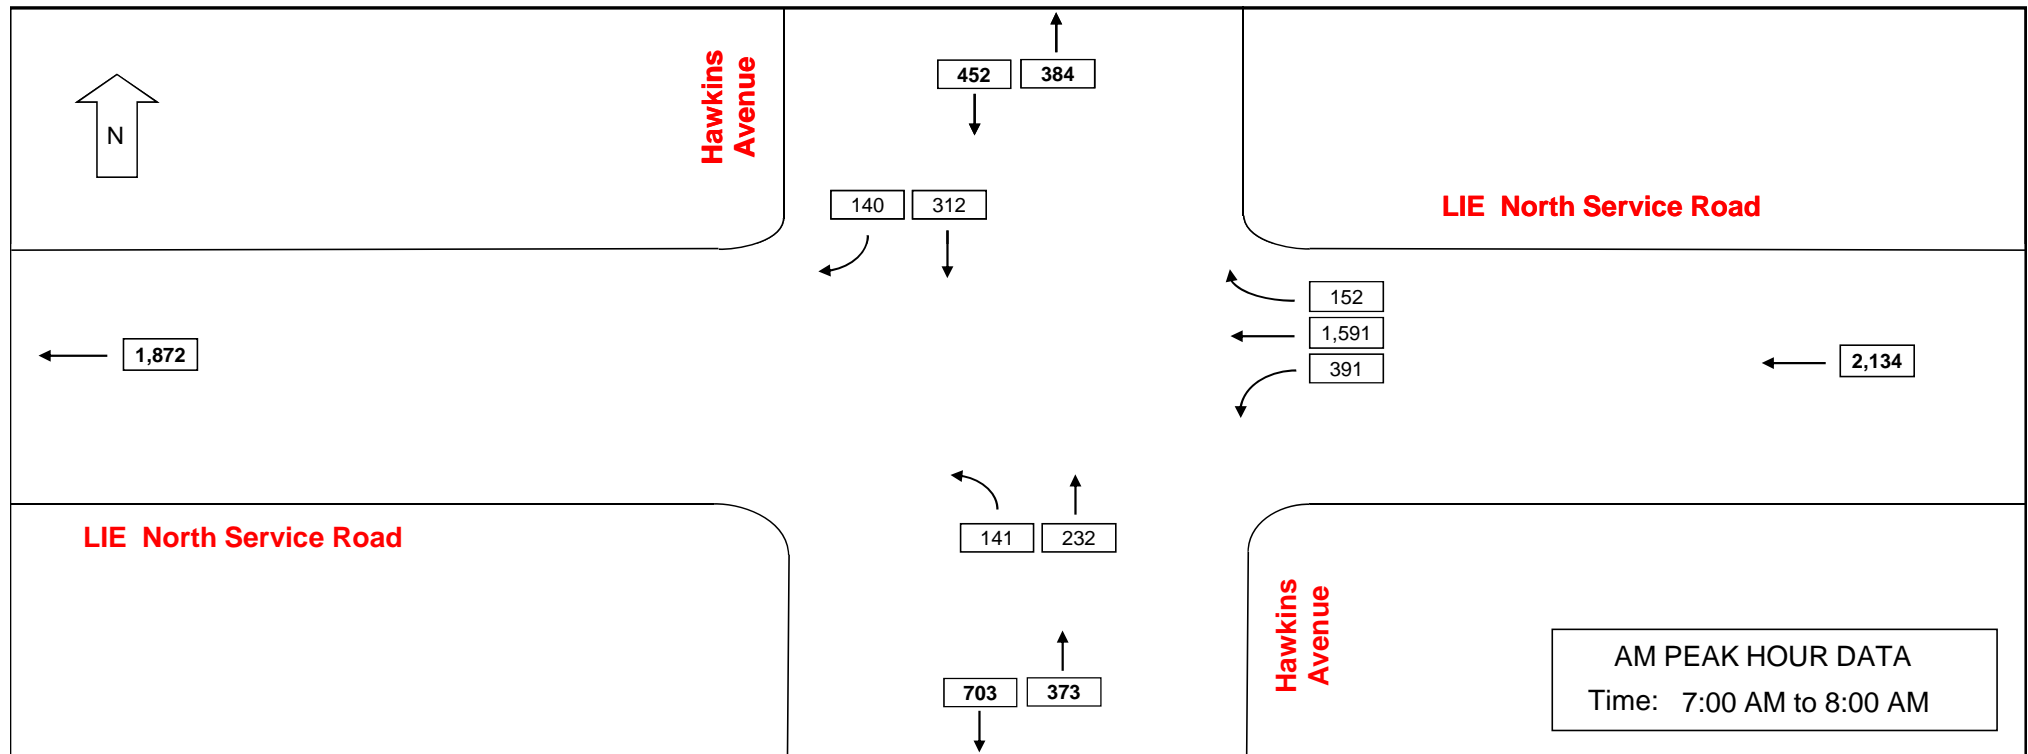 Hawkins
Avenue
452 384
N
140 312
LIE North Service Road
152
1,591
391
1,872
2,134
LIE North Service Road
141 232
Hawkins
Avenue
703 373
AM PEAK HOUR DATA
Time: 7:00 AM to 8:00 AM